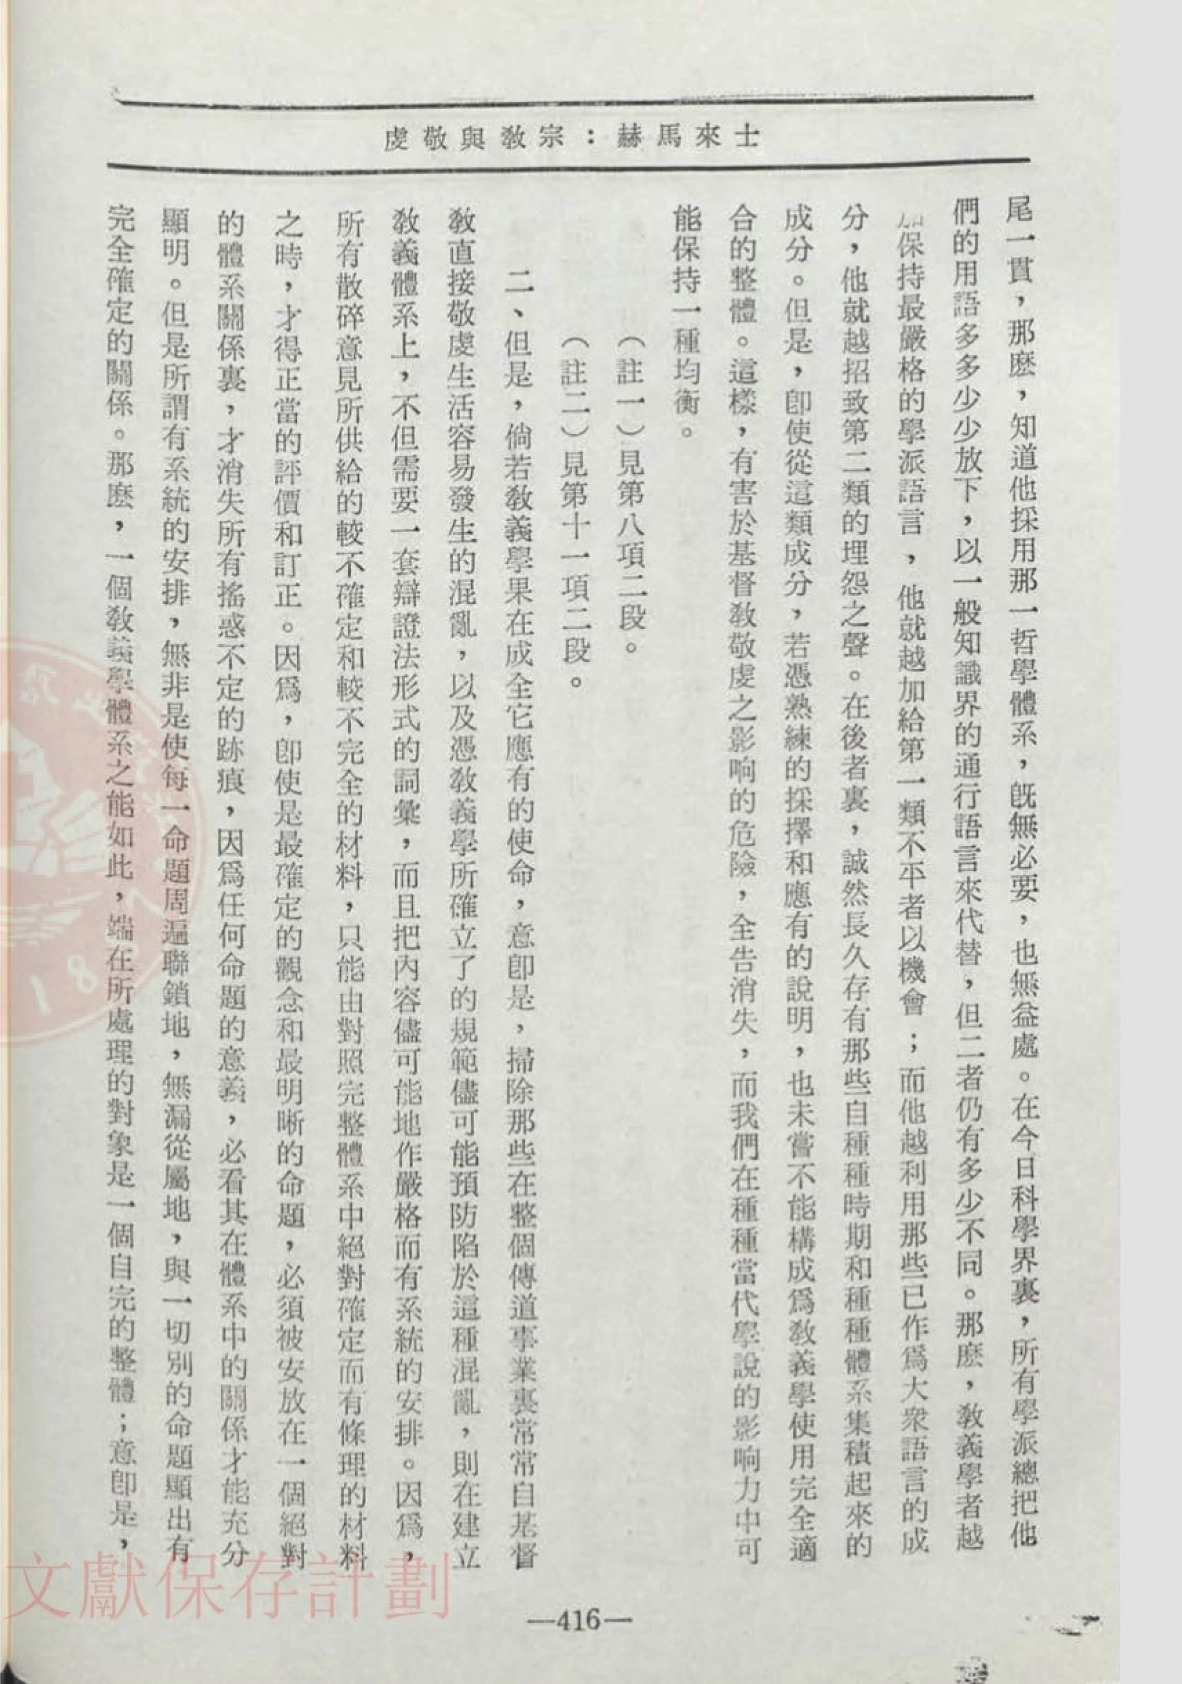 士來馬赫：宗教與敬虔
尾一貫，那麽，知道他採用那一哲學體系，旣無必要，也無益處。在今日科學界裏，所有學派總把他
們的用語多多少少放下，以一般知識界的通行語言來代替，但二者仍有多少不同。那麽，教義學者越
加保持最嚴格的學派語言，他就越加給第一類不平者以機會；而他越利用那些已作爲大衆語言的成
分，他就越招致第二類的埋怨之聲。在後者裏，誠然長久存有那些自種種時期和種種體系集積起來的
成分。但是，卽使從這類成分，若憑熟練的採擇和應有的說明，也未嘗不能構成爲教義學使用完全適
合的整體。這樣，有害於基督教敬虔之影响的危險，全告消失，而我們在種種當代學說的影响力中可
能保持一種均衡。
（註一）見第八項二段。
（註二）見第十一項二段。
二、但是，倘若教義學果在成全它應有的使命，意卽是，掃除那些在整個傳道事業裏常常自基督
教直接敬虔生活容易發生的混亂，以及憑教義學所確立了的規範儘可能預防陷於這種混亂，則在建立
教義體系上，不但需要一套辯證法形式的詞彙，而且把內容儘可能地作嚴格而有系統的安排。因爲，
所有散碎意見所供給的較不確定和較不完全的材料，只能由對照完整體系中絕對確定而有條理的材料
之時，才得正當的評價和訂正。因爲，卽使是最確定的觀念和最明晰的命題，必須被安放在一個絕對
的體系關係裏，才消失所有搖惑不定的跡痕，因爲任何命題的意義，必看其在體系中的關係才能充分
顯明。但是所謂有系統的安排，無非是使每一命題周遍聯鎖地，無漏從屬地，與一切別的命題顯出有
完全確定的關係。那麽，一個教義學體系之能如此，端在所處理的對象是一個自完的整體；意卽是，
—416—
文獻保存計劃